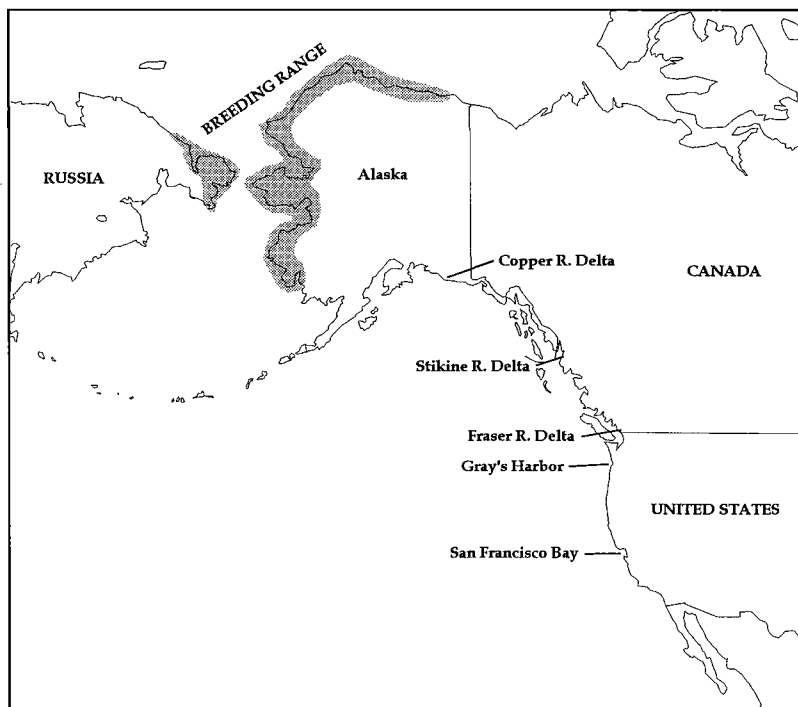 BREEDING RANGE
RUSSIA
Alaska
Copper R. Delta
CANADA
Stikine R. Delta
Fraser R. Delta
Gray's Harbor
UNITED STATES
San Francisco Bay